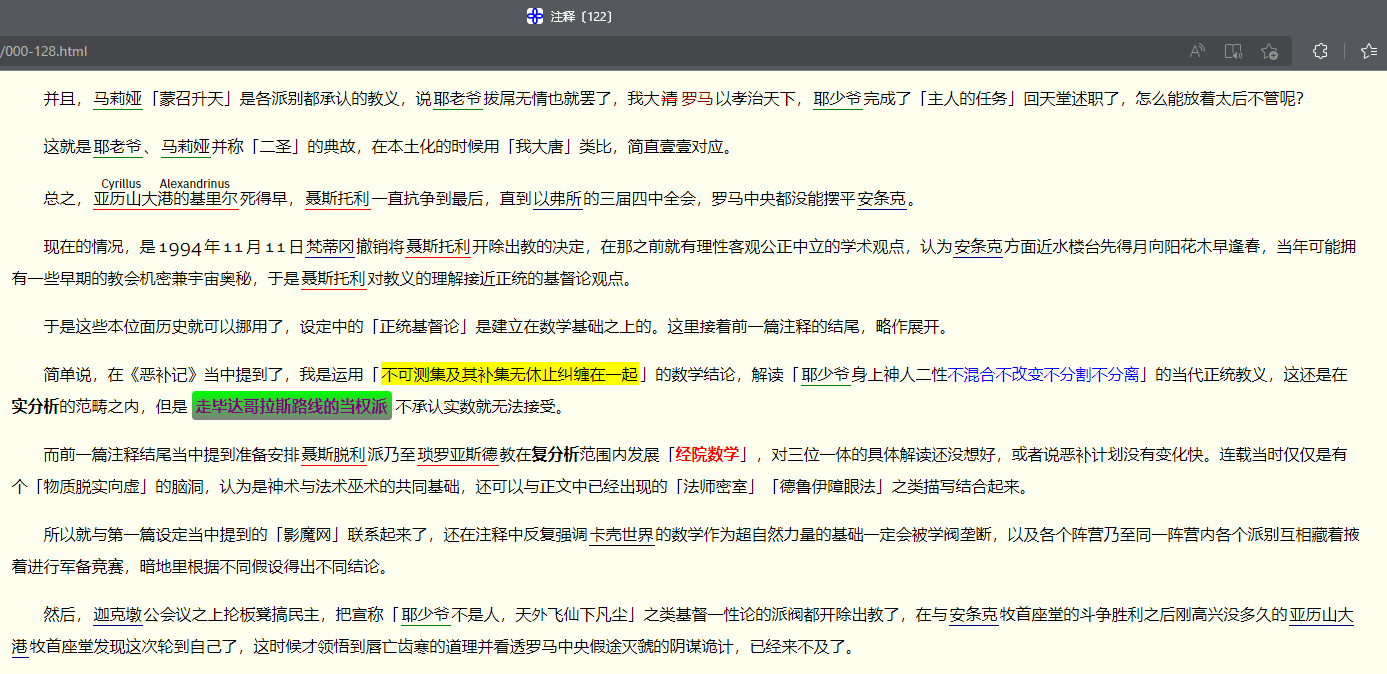 注释〔122〕
/000-128.html
并且，马莉娅「蒙召升天」是各派别都承认的教义，说耶老爷拔屌无情也就罢了，我大清罗马以孝治天下，耶少爷完成了「主人的任务」回天堂述职了，怎么能放着太后不管呢？
这就是耶老爷、马莉娅并称「二圣」的典故，在本土化的时候用「我大唐」类比，简直壹壹对应。
Cyrillus Alexandrinus
总之，亚历山大港的基里尔死得早，聂斯托利一直抗争到最后，直到以弗所的三届四中全会，罗马中央都没能摆平安条克。
现在的情况，是1994年11月11日梵蒂冈撤销将聂斯托利开除出教的决定，在那之前就有理性客观公正中立的学术观点，认为安条克方面近水楼台先得月向阳花木早逢春，当年可能拥
有一些早期的教会机密兼宇宙奥秘，于是聂斯托利对教义的理解接近正统的基督论观点。
于是这些本位面历史就可以挪用了，设定中的「正统基督论」是建立在数学基础之上的。这里接着前一篇注释的结尾，略作展开。
简单说，在《恶补记》当中提到了，我是运用「不可测集及其补集无休止纠缠在一起」的数学结论，解读「耶少爷身上神人二性不混合不改变不分割不分离」的当代正统教义，这还是在
实分析的范畴之内，但是 走毕达哥拉斯路线的当权派 不承认实数就无法接受。
而前一篇注释结尾当中提到准备安排聂斯脱利派乃至琐罗亚斯德教在复分析范围内发展「经院数学」，对三位一体的具体解读还没想好，或者说恶补计划没有变化快。连载当时仅仅是有
个「物质脱实向虚」的脑洞，认为是神术与法术巫术的共同基础，还可以与正文中已经出现的「法师密室」「德鲁伊障眼法」之类描写结合起来。
所以就与第一篇设定当中提到的「影魔网」联系起来了，还在注释中反复强调卡壳世界的数学作为超自然力量的基础一定会被学阀垄断，以及各个阵营乃至同一阵营内各个派别互相藏着掖
着进行军备竞赛，暗地里根据不同假设得出不同结论。
然后，迦克墩公会议之上抡板凳搞民主，把宣称「耶少爷不是人，天外飞仙下凡尘」之类基督一性论的派阀都开除出教了，在与安条克牧首座堂的斗争胜利之后刚高兴没多久的亚历山大
港牧首座堂发现这次轮到自己了，这时候才领悟到唇亡齿寒的道理并看透罗马中央假途灭虢的阴谋诡计，已经来不及了。